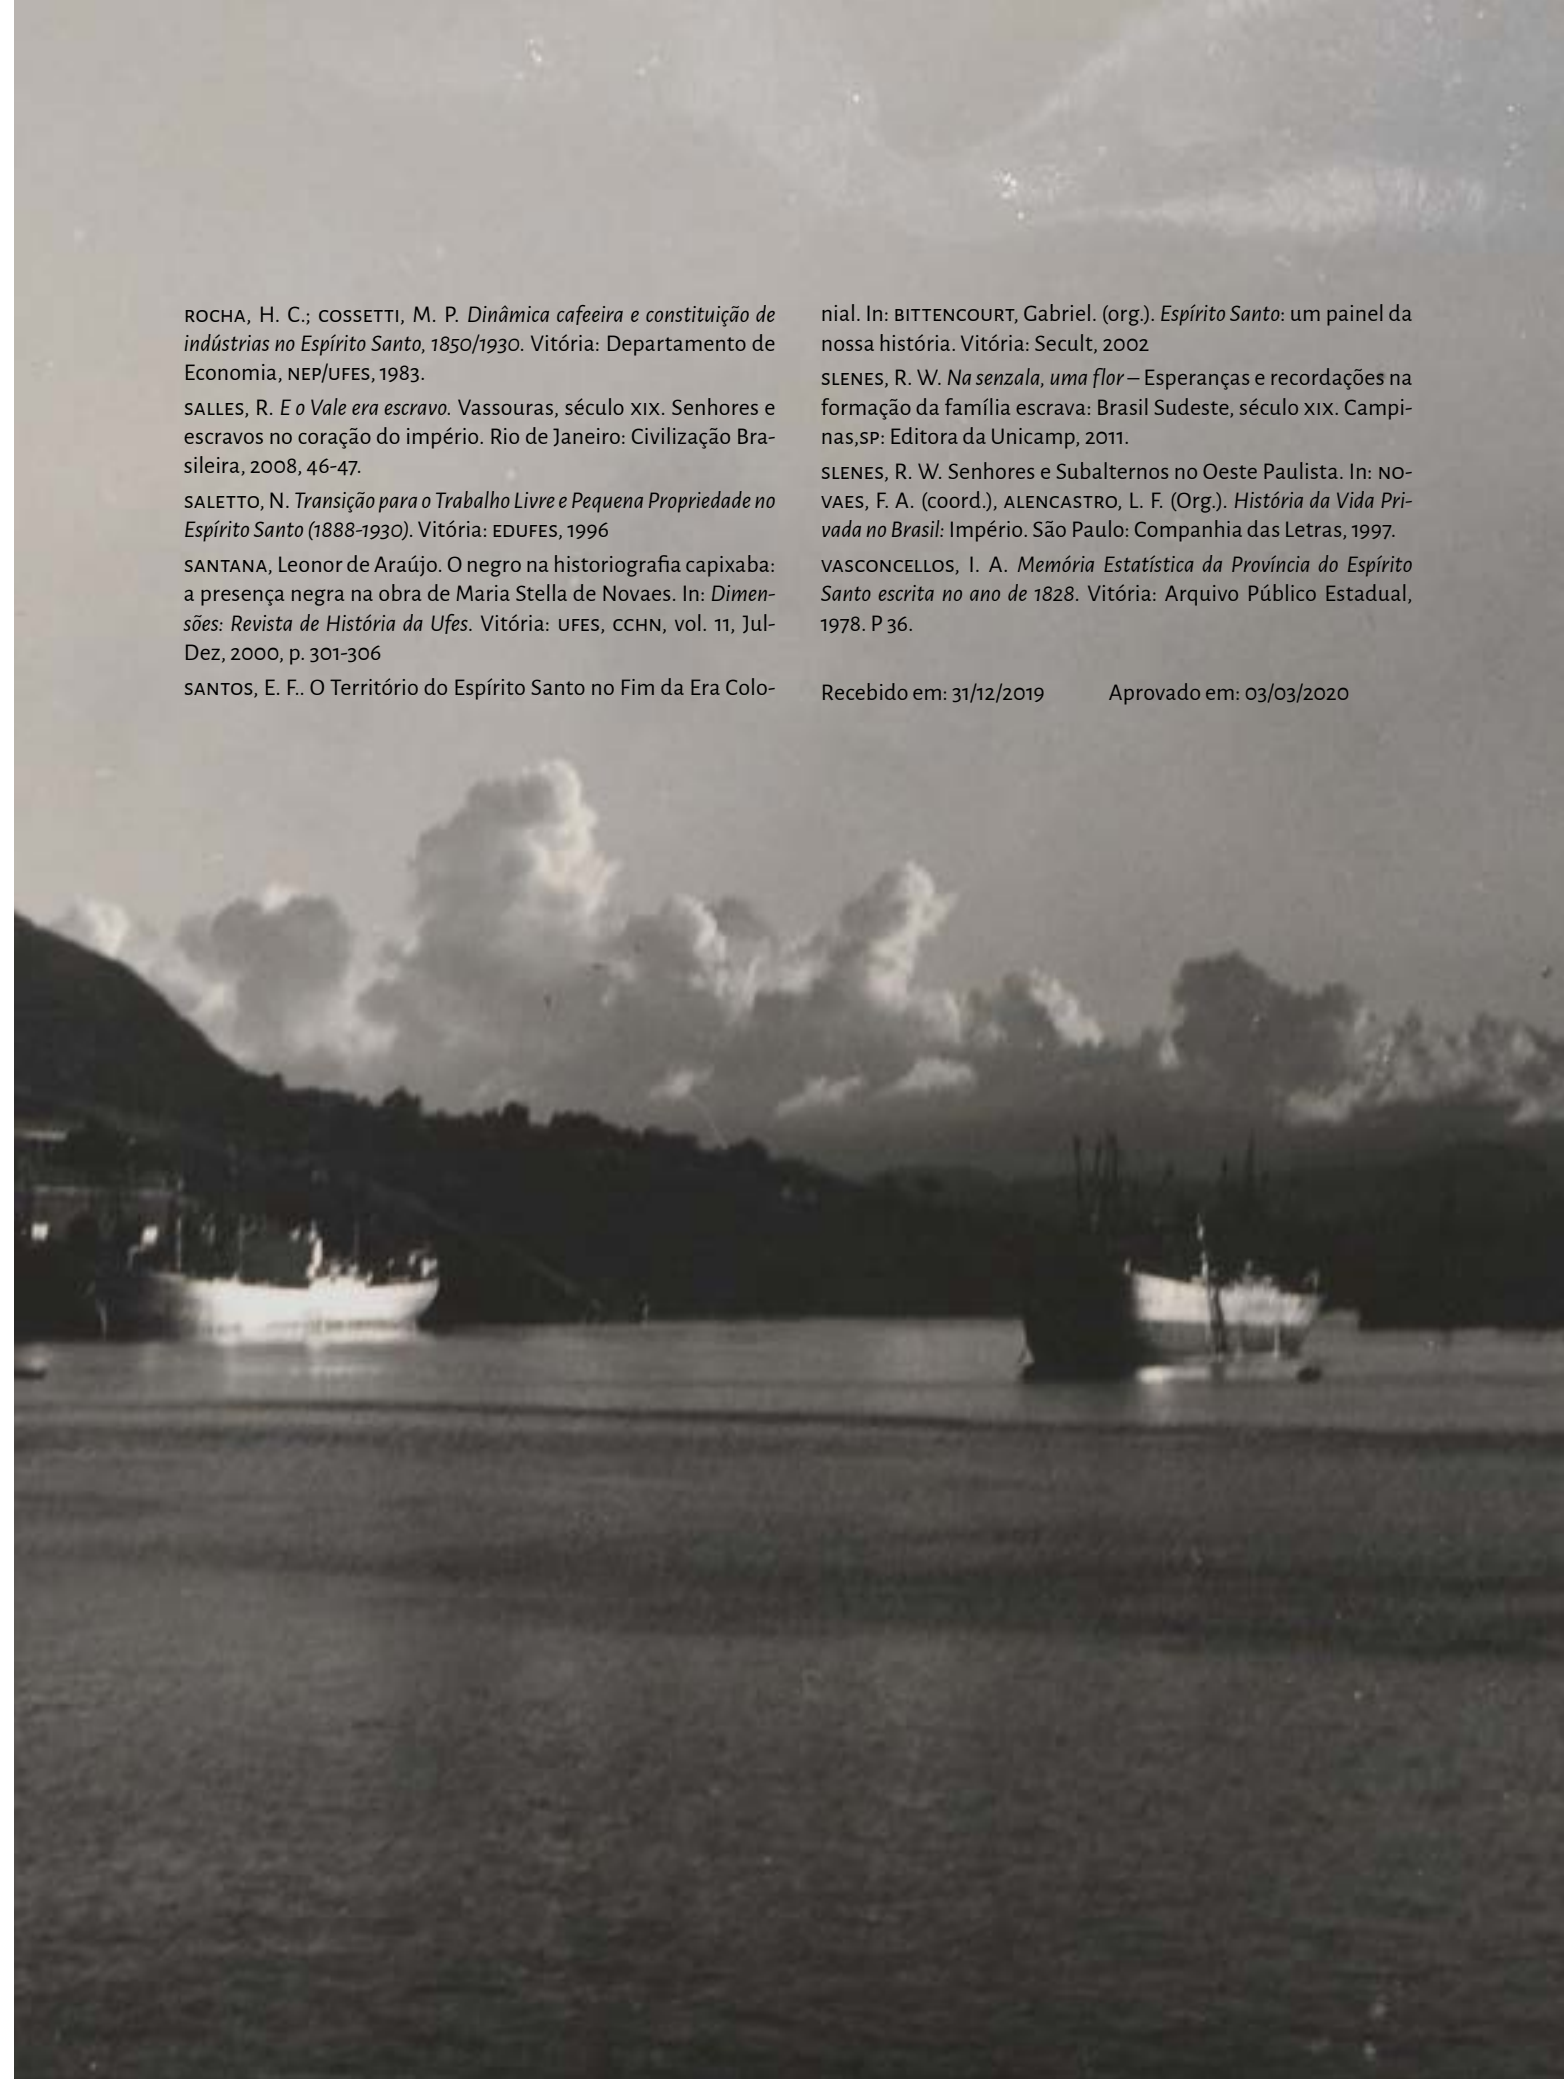 ROCHA, H. C.; COSSETTI, M. P. Dinâmica cafeeira e constituição de
indústrias no Espírito Santo, 1850/1930. Vitória: Departamento de
Economia, NEP/UFES, 1983.
SALLES, R. E o Vale era escravo. Vassouras, século XIX. Senhores e
escravos no coração do império. Rio de Janeiro: Civilização Bra-
sileira, 2008, 46-47.
SALETTO, N. Transição para o Trabalho Livre e Pequena Propriedade no
Espírito Santo (1888-1930). Vitória: EDUFES, 1996
SANTANA, Leonor de Araújo. O negro na historiografia capixaba:
a presença negra na obra de Maria Stella de Novaes. In: Dimen-
sões: Revista de História da Ufes. Vitória: UFES, CCHN, vol. 11, Jul-
Dez, 2000, p. 301-306
SANTOS, E. F.. O Território do Espírito Santo no Fim da Era Colo-
nial. In: BITTENCOURT, Gabriel. (org.). Espírito Santo: um painel da
nossa história. Vitória: Secult, 2002
SLENES, R. W. Na senzala, uma flor – Esperanças e recordações na
formação da família escrava: Brasil Sudeste, século XIX. Campi-
nas,SP: Editora da Unicamp, 2011.
SLENES, R. W. Senhores e Subalternos no Oeste Paulista. In: NO-
VAES, F. A. (coord.), ALENCASTRO, L. F. (Org.). História da Vida Pri-
vada no Brasil: Império. São Paulo: Companhia das Letras, 1997.
VASCONCELLOS, I. A. Memória Estatística da Província do Espírito
Santo escrita no ano de 1828. Vitória: Arquivo Público Estadual,
1978. P 36.
Recebido em: 31/12/2019 Aprovado em: 03/03/2020